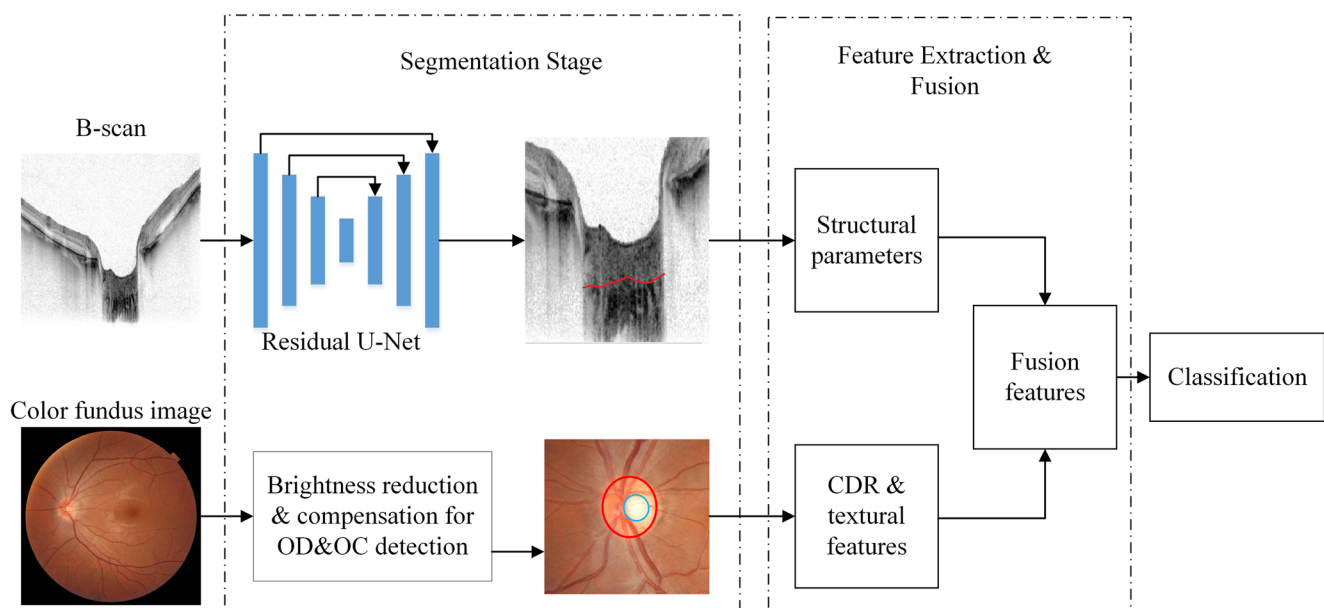 Segmentation Stage
Feature Extraction &
Fusion
B-scan
Residual U-Net
Structural
parameters
Fusion
features
Classification
Color fundus image
Brightness reduction
& compensation for
OD&OC detection
CDR &
textural
features